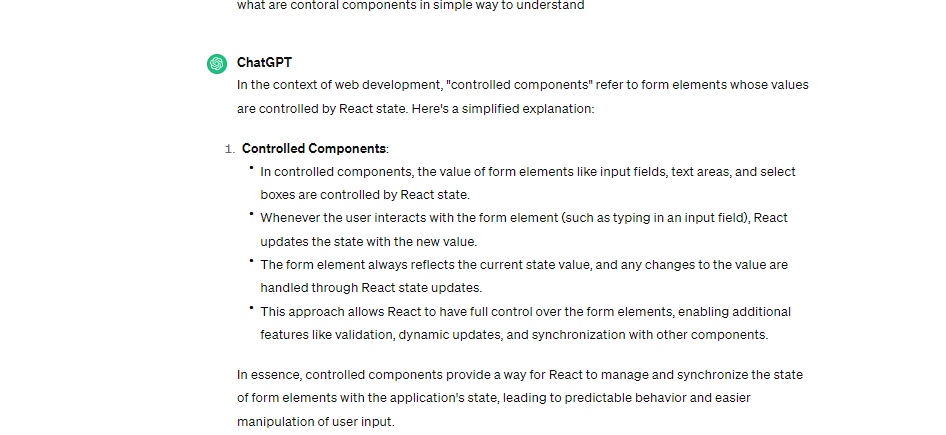 what are contoral components in simple way to understand
ChatGPT
In the context of web development, "controlled components" refer to form elements whose values
are controlled by React state. Here's a simplified explanation:
1. Controlled Components:
• In controlled components, the value of form elements like input fields, text areas, and select
boxes are controlled by React state.
• Whenever the user interacts with the form element (such as typing in an input field), React
updates the state with the new value.
• The form element always reflects the current state value, and any changes to the value are
handled through React state updates.
• This approach allows React to have full control over the form elements, enabling additional
features like validation, dynamic updates, and synchronization with other components.
In essence, controlled components provide a way for React to manage and synchronize the state
of form elements with the application's state, leading to predictable behavior and easier
manipulation of user input.